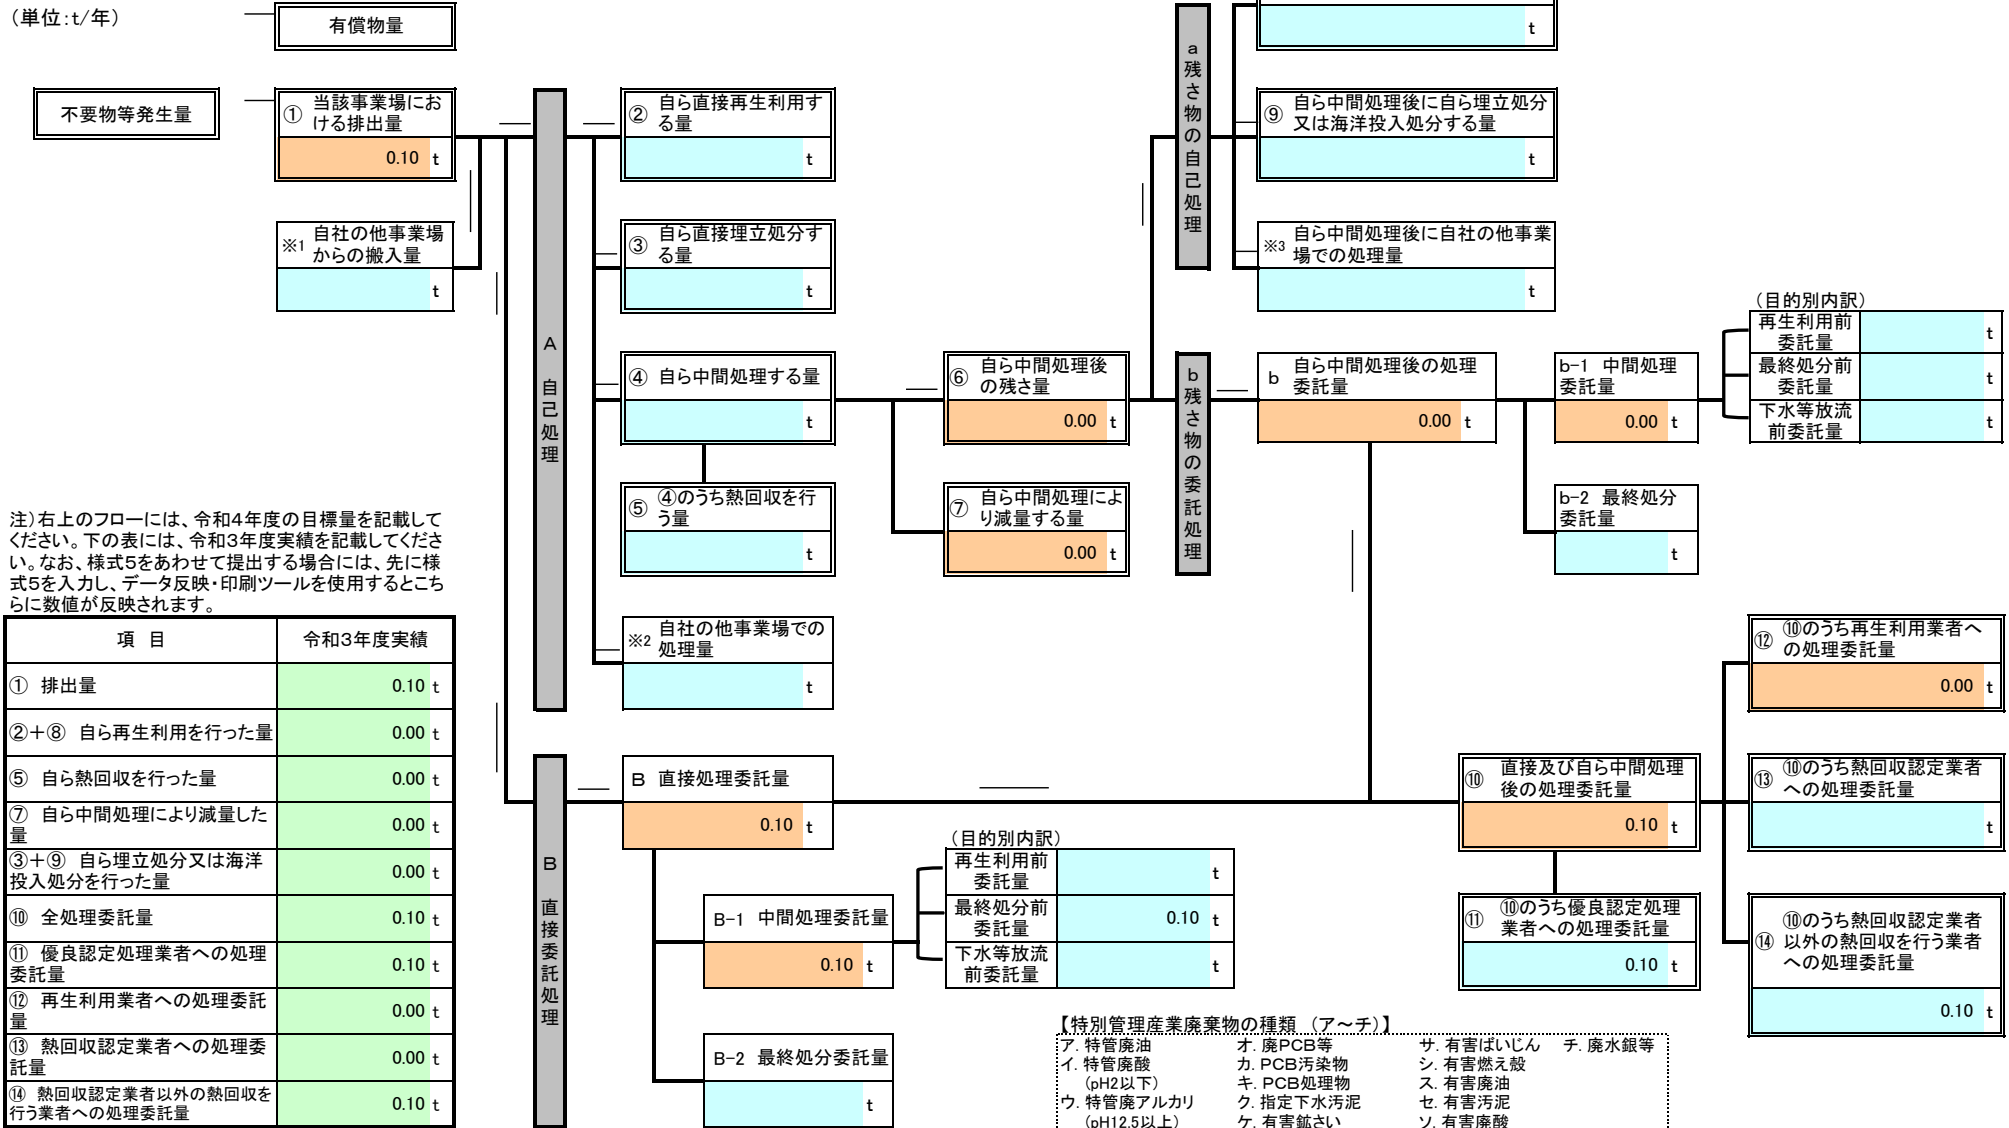 （単位：ｔ/年）
有償物量
ｔ
不要物等発生量
① 当該事業場にお
ける排出量
0.10 ｔ
※1 自社の他事業場
からの搬入量
ｔ
Ａ 自己処理
② 自ら直接再生利用す
る量
ｔ
③ 自ら直接埋立処分す
る量
ｔ
④ 自ら中間処理する量
ｔ
⑤ ④のうち熱回収を行
う量
ｔ
※2 自社の他事業場での
処理量
ｔ
⑥ 自ら中間処理後
の残さ量
0.00 ｔ
⑦ 自ら中間処理によ
り減量する量
0.00 ｔ
ａ残さ物の自己処理
⑨ 自ら中間処理後に自ら埋立処分
又は海洋投入処分する量
ｔ
※3 自ら中間処理後に自社の他事業
場での処理量
ｔ
ｂ残さ物の委託処理
ｂ 自ら中間処理後の処理
委託量
0.00 ｔ
b-1 中間処理
委託量
0.00 ｔ
b-2 最終処分
委託量
ｔ
（目的別内訳）
再生利用前
委託量
ｔ
最終処分前
委託量
ｔ
下水等放流
前委託量
ｔ
注）右上のフローには、令和４年度の目標量を記載して
ください。下の表には、令和３年度実績を記載してくださ
い。なお、様式５をあわせて提出する場合には、先に様
式５を入力し、データ反映・印刷ツールを使用するとこち
らに数値が反映されます。
項 目 令和３年度実績
① 排出量 0.10 ｔ
②＋⑧ 自ら再生利用を行った量 0.00 ｔ
⑤ 自ら熱回収を行った量 0.00 ｔ
⑦ 自ら中間処理により減量した
量 0.00 ｔ
③＋⑨ 自ら埋立処分又は海洋
投入処分を行った量 0.00 ｔ
⑩ 全処理委託量 0.10 ｔ
⑪ 優良認定処理業者への処理
委託量 0.10 ｔ
⑫ 再生利用業者への処理委託
量 0.00 ｔ
⑬ 熱回収認定業者への処理委
託量 0.00 ｔ
⑭ 熱回収認定業者以外の熱回収を
行う業者への処理委託量 0.10 ｔ
Ｂ 直接委託処理
Ｂ 直接処理委託量
0.10 ｔ
B-1 中間処理委託量
0.10 ｔ
B-2 最終処分委託量
ｔ
（目的別内訳）
再生利用前
委託量
ｔ
最終処分前
委託量
0.10 ｔ
下水等放流
前委託量
ｔ
⑩ 直接及び自ら中間処理
後の処理委託量
0.10 ｔ
⑪ ⑩のうち優良認定処理
業者への処理委託量
0.10 ｔ
⑫ ⑩のうち再生利用業者へ
の処理委託量
0.00 ｔ
⑬ ⑩のうち熱回収認定業者
への処理委託量
ｔ
⑭ ⑩のうち熱回収認定業者
以外の熱回収を行う業者
への処理委託量
0.10 ｔ
【特別管理産業廃棄物の種類 （ア～チ）】
ア．特管廃油 オ．廃PCB等 サ．有害ばいじん チ．廃水銀等
イ．特管廃酸 カ．PCB汚染物 シ．有害燃え殻
（pH2以下） キ．PCB処理物 ス．有害廃油
ウ．特管廃アルカリ ク．指定下水汚泥 セ．有害汚泥
（pH12.5以上） ケ．有害鉱さい ソ．有害廃酸